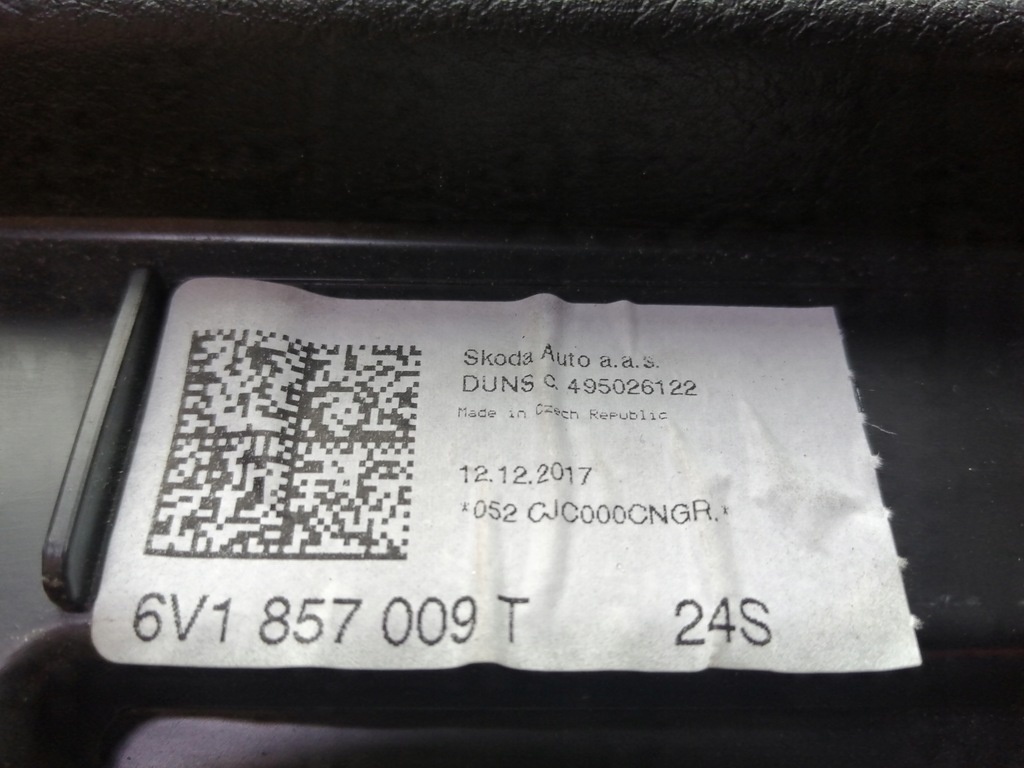 Skoda Auto a.a.s.
DUNS 495026122
Made in Czech Republic
12.12.2017
*052 CJC000CNGR.*
6V1 857 009 T 24S